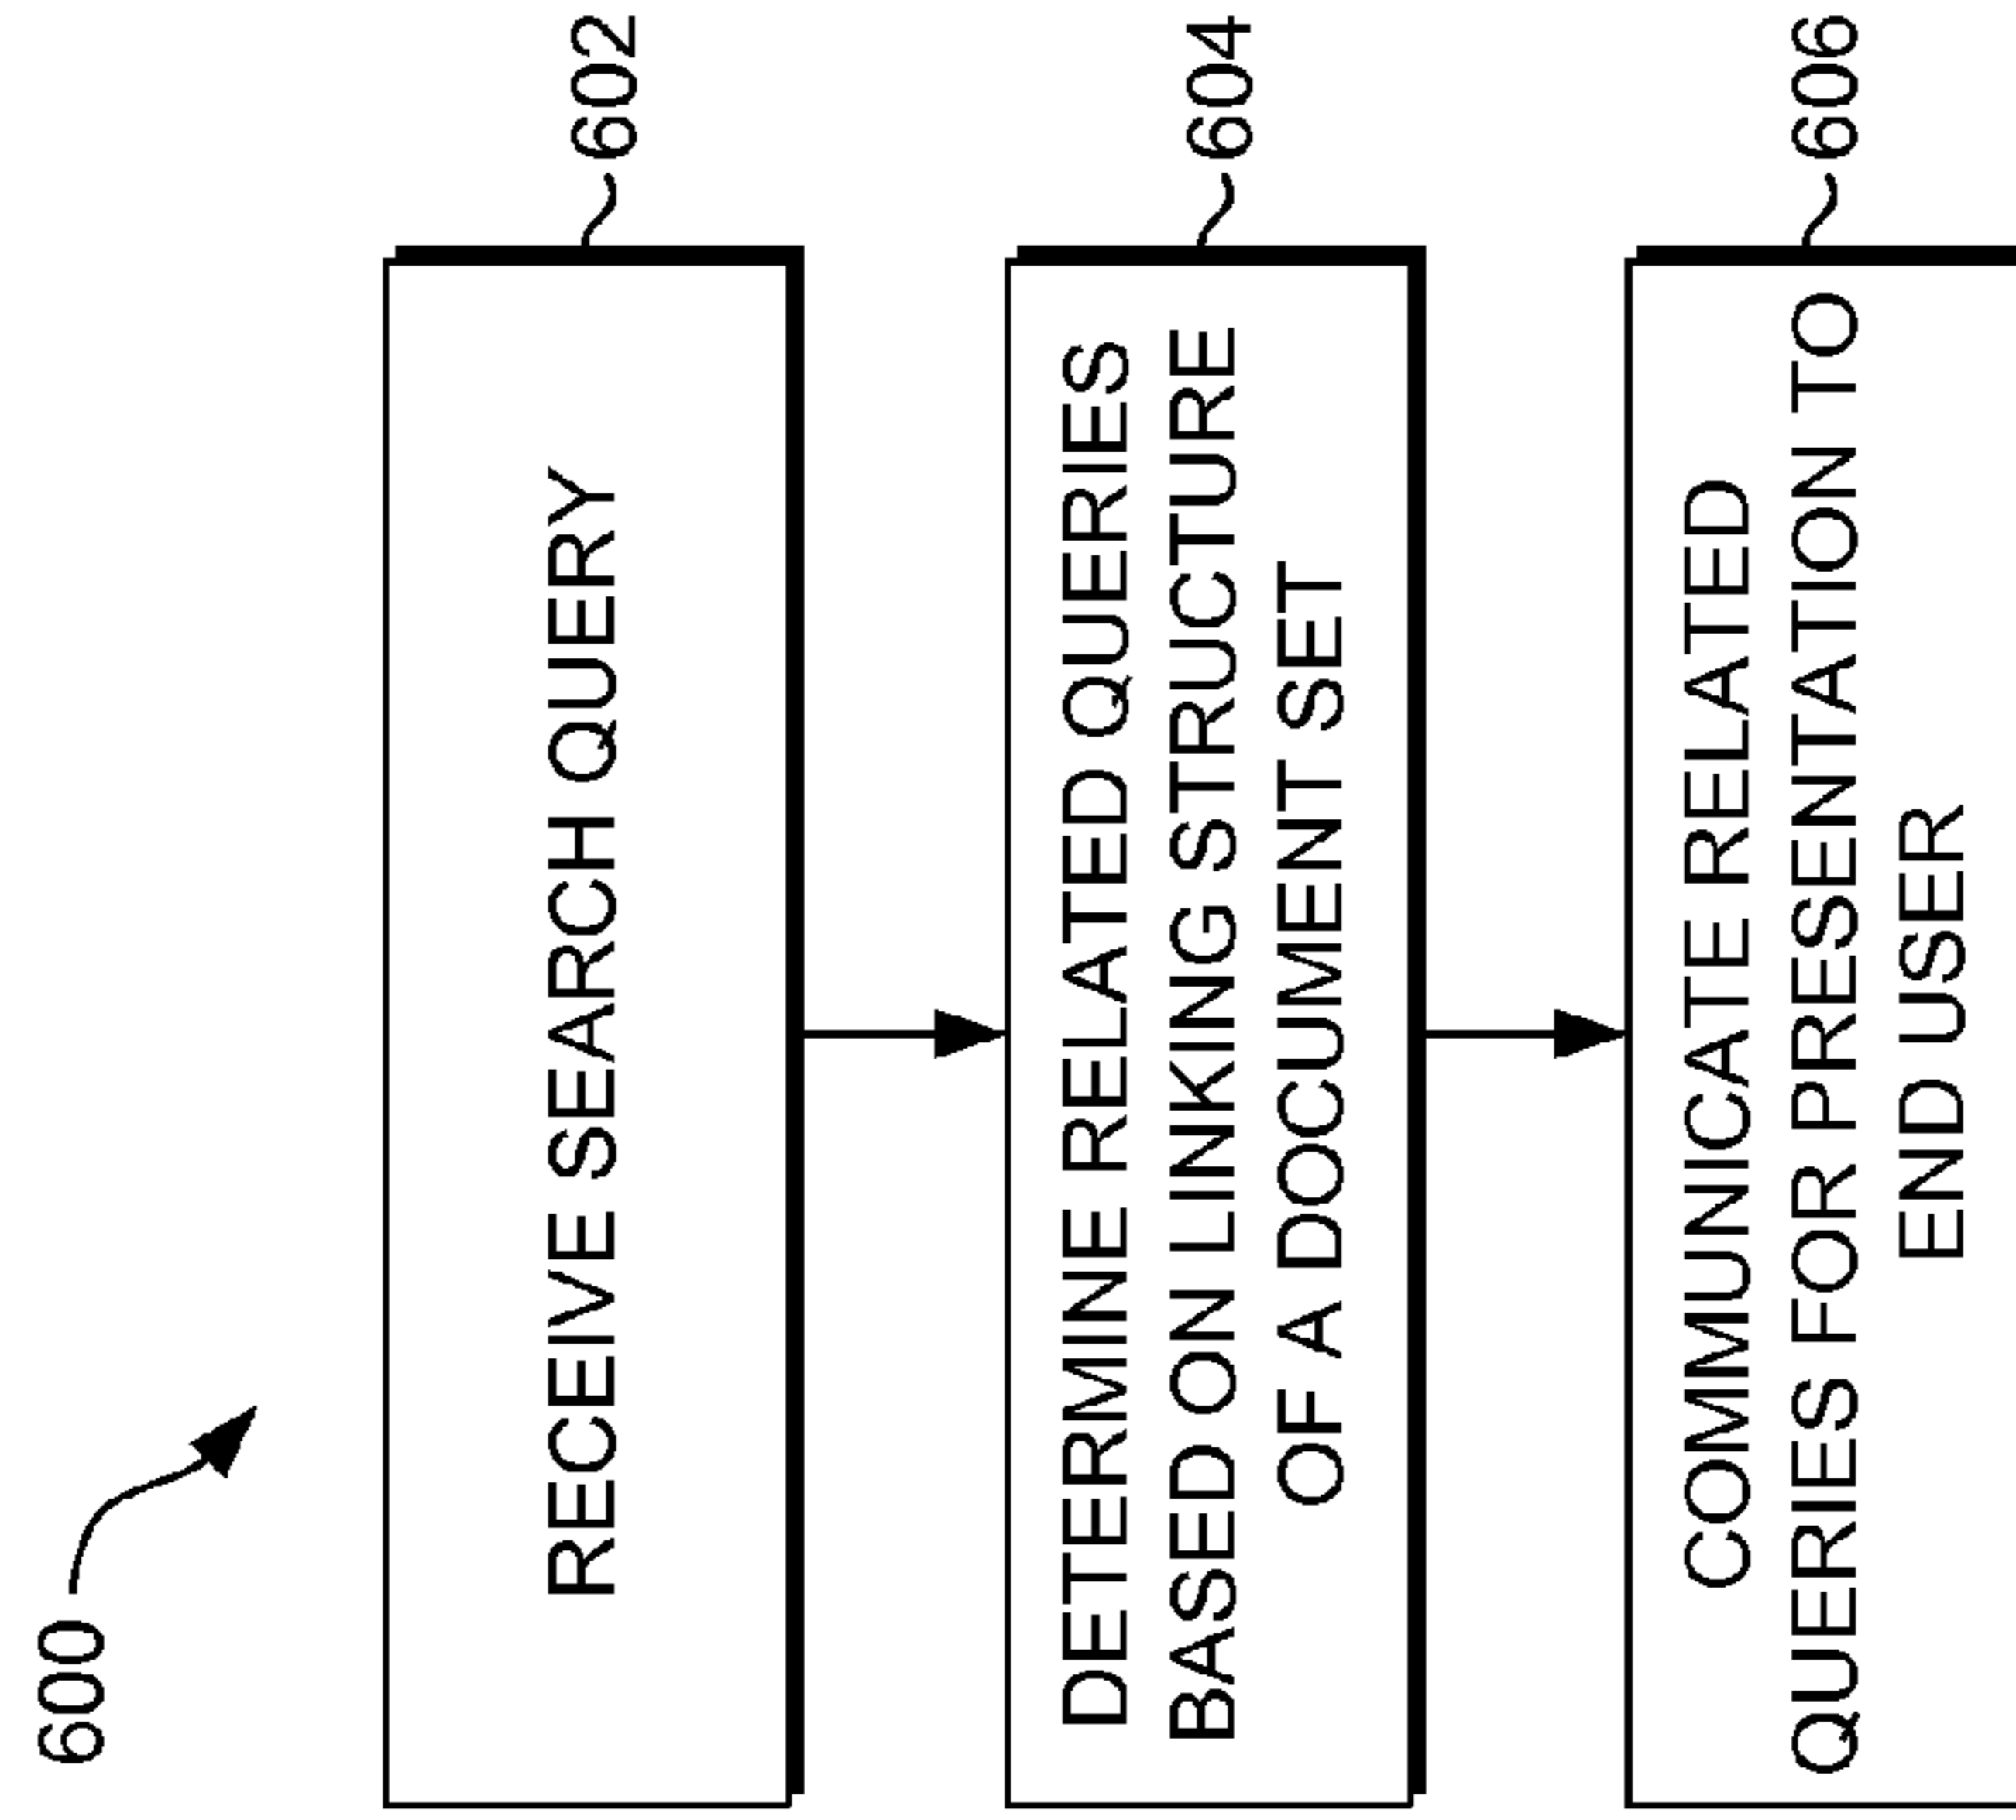 600
RECEIVE SEARCH QUERY
602
DETERMINE RELATED QUERIES
BASED ON LINKING STRUCTURE
OF A DOCUMENT SET
604
COMMUNICATE RELATED
QUERIES FOR PRESENTATION TO
END USER
606